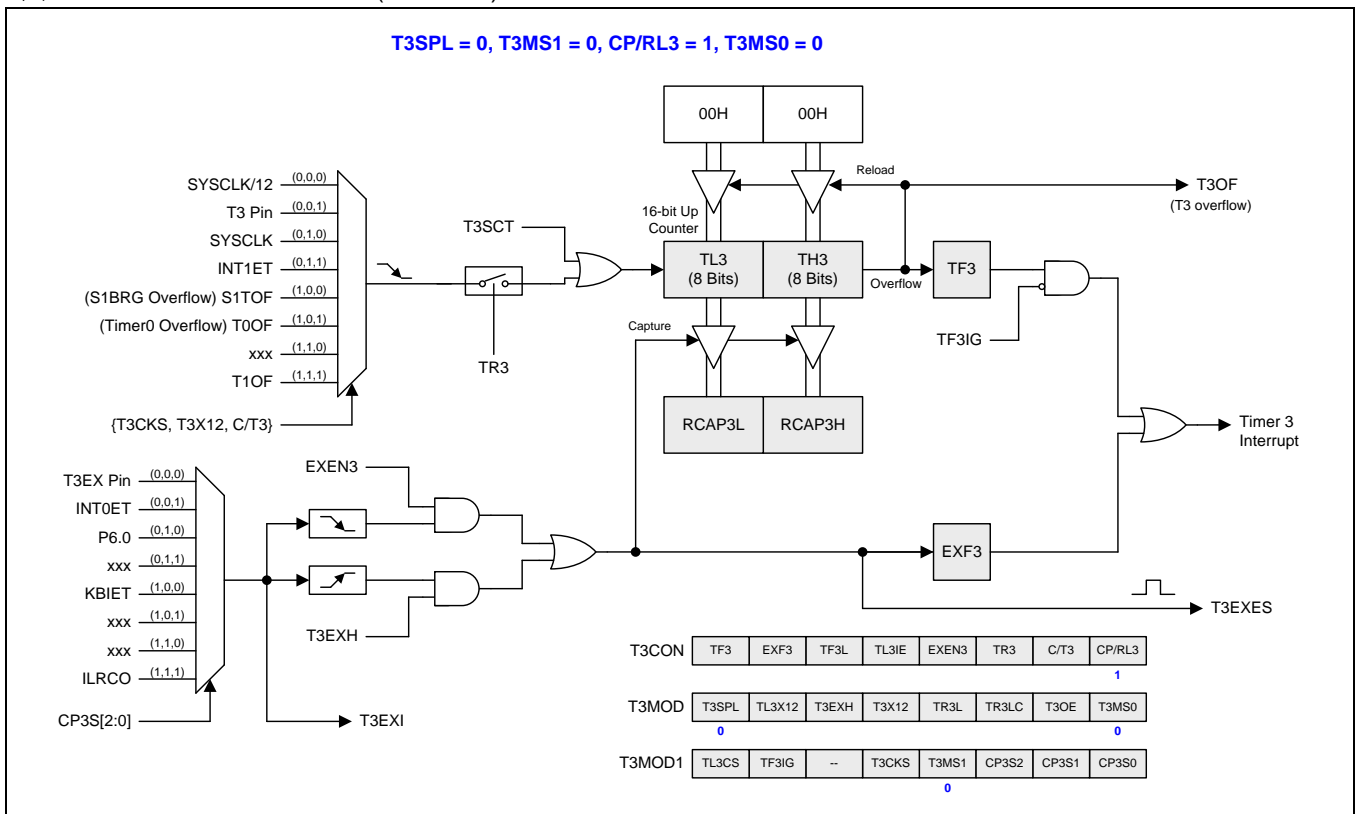 T3SPL = 0, T3MS1 = 0, CP/RL3 = 1, T3MS0 = 0
00H 00H
Reload
T3OF
(T3 overflow)
SYSCLK/12 (0,0,0)
T3 Pin (0,0,1)
SYSCLK (0,1,0)
INT1ET (0,1,1)
(S1BRG Overflow) S1TOF (1,0,0)
(Timer0 Overflow) T0OF (1,0,1)
xxx (1,1,0)
T1OF (1,1,1)
{T3CKS, T3X12, C/T3}
T3SCT
TR3
16-bit Up
Counter
TL3
(8 Bits)
TH3
(8 Bits)
Overflow
TF3
TF3IG
Capture
RCAP3L RCAP3H
Timer 3
Interrupt
T3EX Pin (0,0,0)
INT0ET (0,0,1)
P6.0 (0,1,0)
xxx (0,1,1)
KBIET (1,0,0)
xxx (1,0,1)
xxx (1,1,0)
ILRCO (1,1,1)
CP3S[2:0]
EXEN3
T3EXH
T3EXI
EXF3
T3EXES
T3CON TF3 EXF3 TF3L TL3IE EXEN3 TR3 C/T3 CP/RL3
1
T3MOD T3SPL TL3X12 T3EXH T3X12 TR3L TR3LC T3OE T3MS0
0 0
T3MOD1 TL3CS TF3IG -- T3CKS T3MS1 CP3S2 CP3S1 CP3S0
0